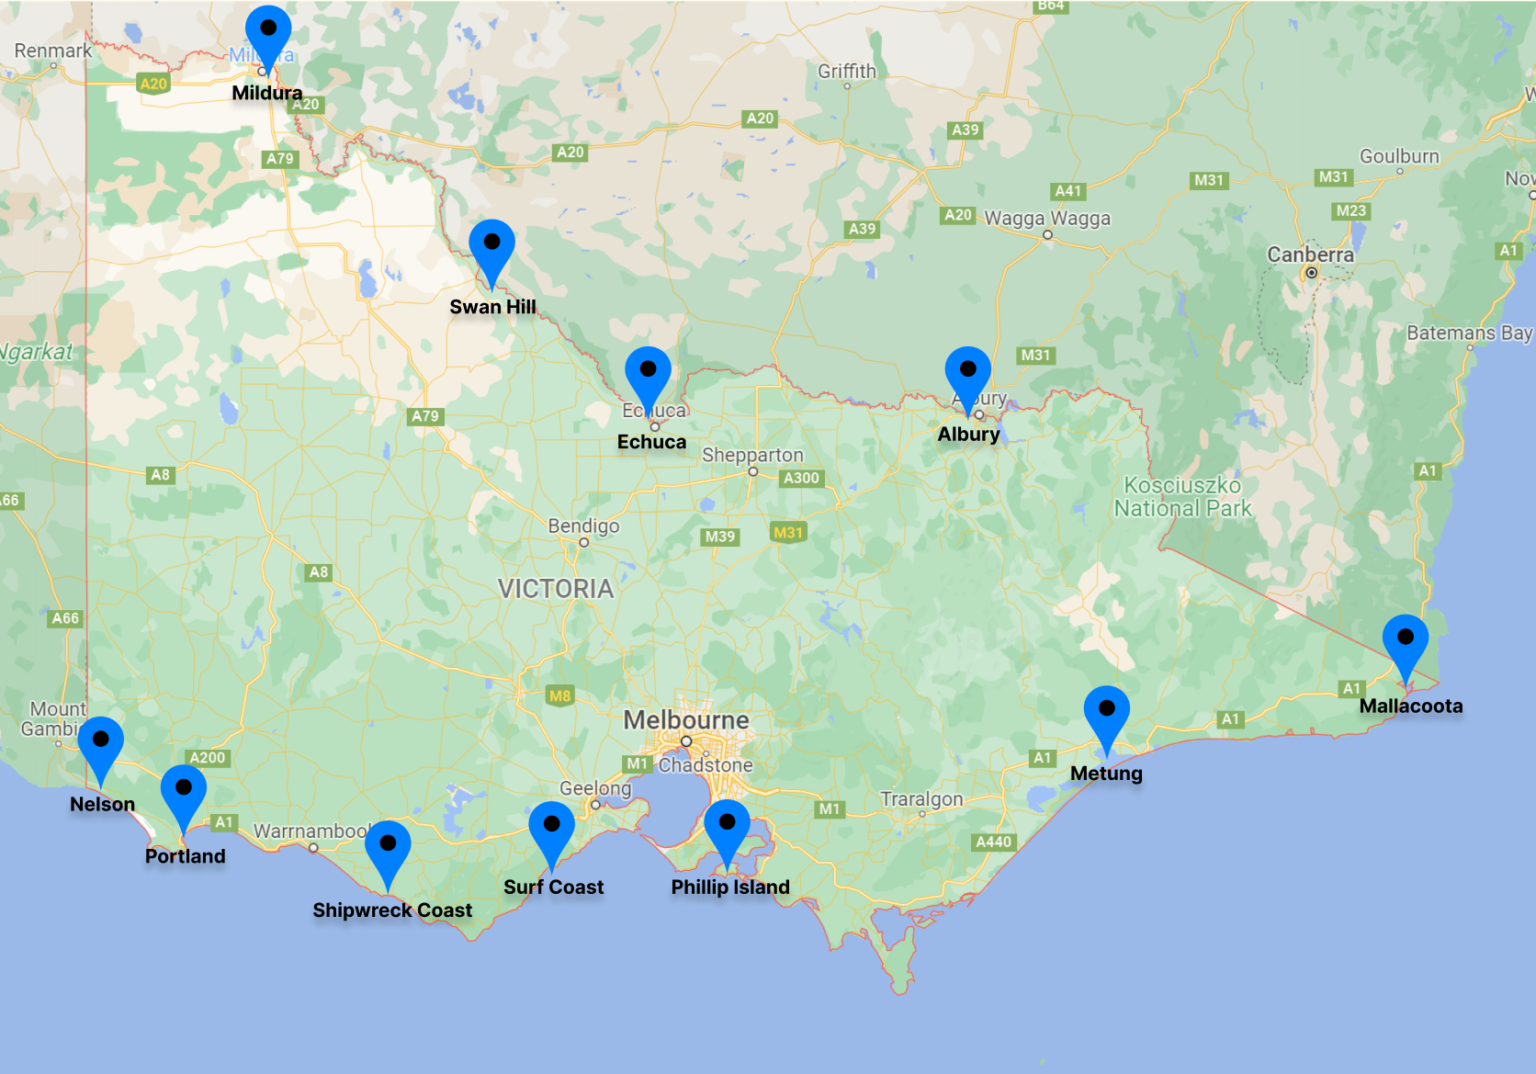 B64
Renmark
Mildura
A20
Mildura
A20
Griffith
A20
A39
A20
A79
Goulburn
M31
M31
A41
M23
A20
Wagga Wagga
A39
A1
Canberra
Swan Hill
Batemans Bay
Ngarkat
M31
Albury
Echuca
A79
Echuca
Albury
Shepparton
A8
A300
A1
Kosciuszko
National Park
A66
Bendigo
M39
M31
A8
VICTORIA
A66
M8
A1
Mallacoota
Mount
Gambier
Melbourne
A1
A200
M1
Chadstone
A1
Metung
Geelong
Traralgon
Nelson
M1
A1
Warrnambool
A440
Portland
Surf Coast
Phillip Island
Shipwreck Coast